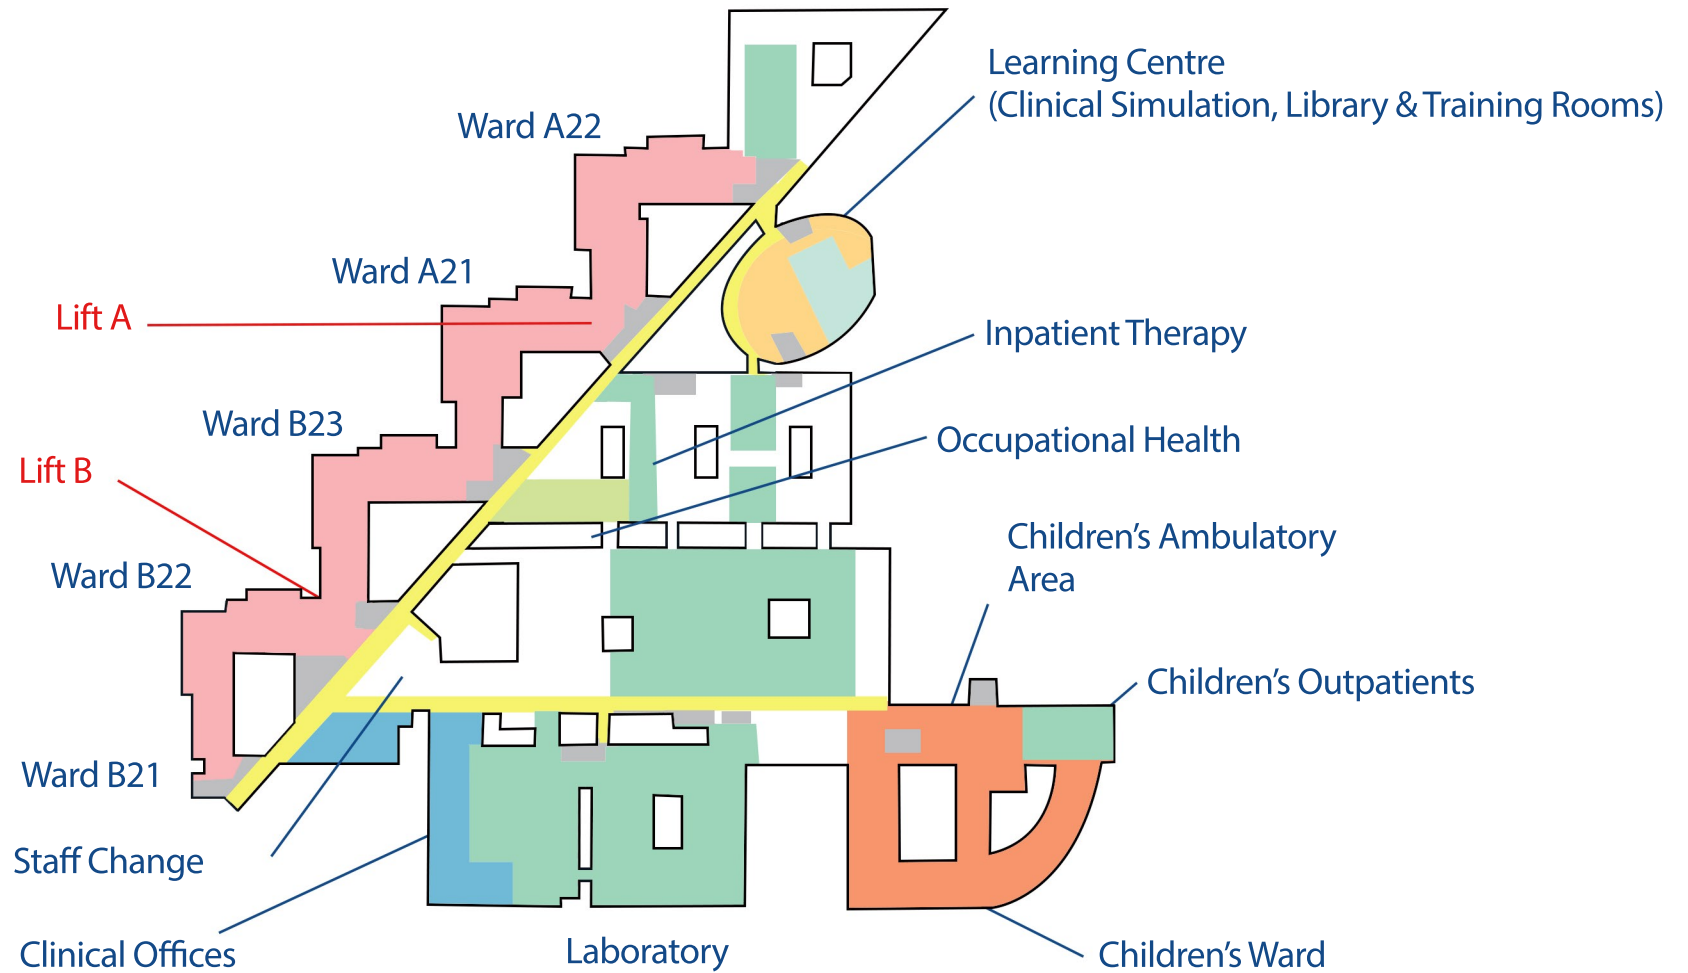 Learning Centre
(Clinical Simulation, Library & Training Rooms)
Ward A22
Ward A21
Lift A
Inpatient Therapy
Ward B23
Occupational Health
Lift B
Children’s Ambulatory
Area
Ward B22
Children’s Outpatients
Ward B21
Staff Change
Clinical Offices
Laboratory
Children’s Ward